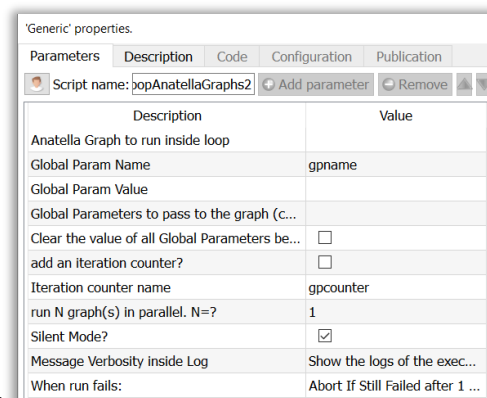 'Generic' properties.
Parameters Description Code Configuration Publication
Script name: oopAnatellaGraphs2 Add parameter Remove
Description Value
Anatella Graph to run inside loop
Global Param Name gpname
Global Param Value
Global Parameters to pass to the graph (c...
Clear the value of all Global Parameters be...
add an iteration counter?
Iteration counter name gpcounter
run N graph(s) in parallel. N=? 1
Silent Mode?
Message Verbosity inside Log Show the logs of the exec...
When run fails: Abort If Still Failed after 1 ...